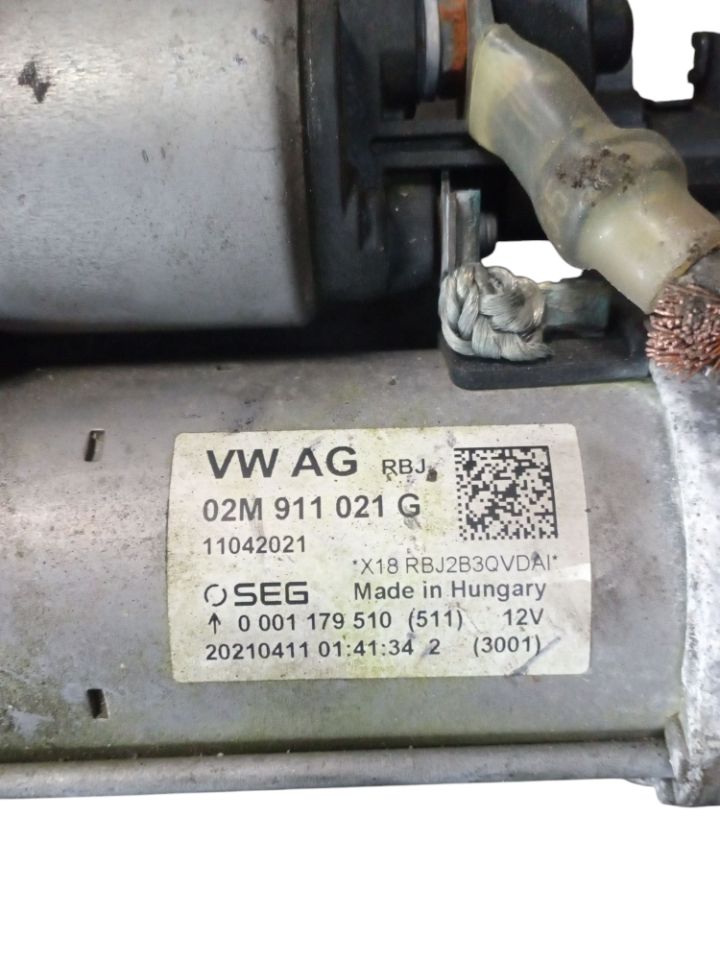 VW AG RBJ
02M 911 021 G
11042021
*X18 RBJ2B3QVDAI*
SEG Made in Hungary
↑ 0 001 179 510 (511) 12V
20210411 01:41:34 2 (3001)